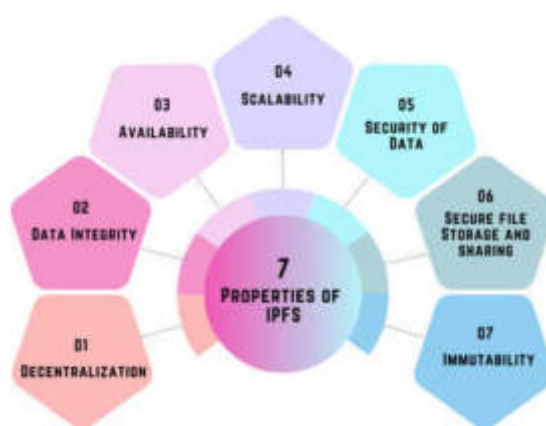 01
DECENTRALIZATION
02
DATA INTEGRITY
03
AVAILABILITY
04
SCALABILITY
05
SECURITY OF
DATA
06
SECURE FILE
STORAGE AND
SHARING
07
IMMUTABILITY
7
PROPERTIES OF
IPFS